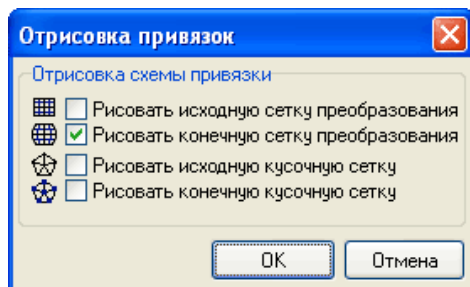 Отрисовка привязок
Отрисовка схемы привязки
Рисовать исходную сетку преобразования
Рисовать конечную сетку преобразования
Рисовать исходную кусочную сетку
Рисовать конечную кусочную сетку
OK
Отмена